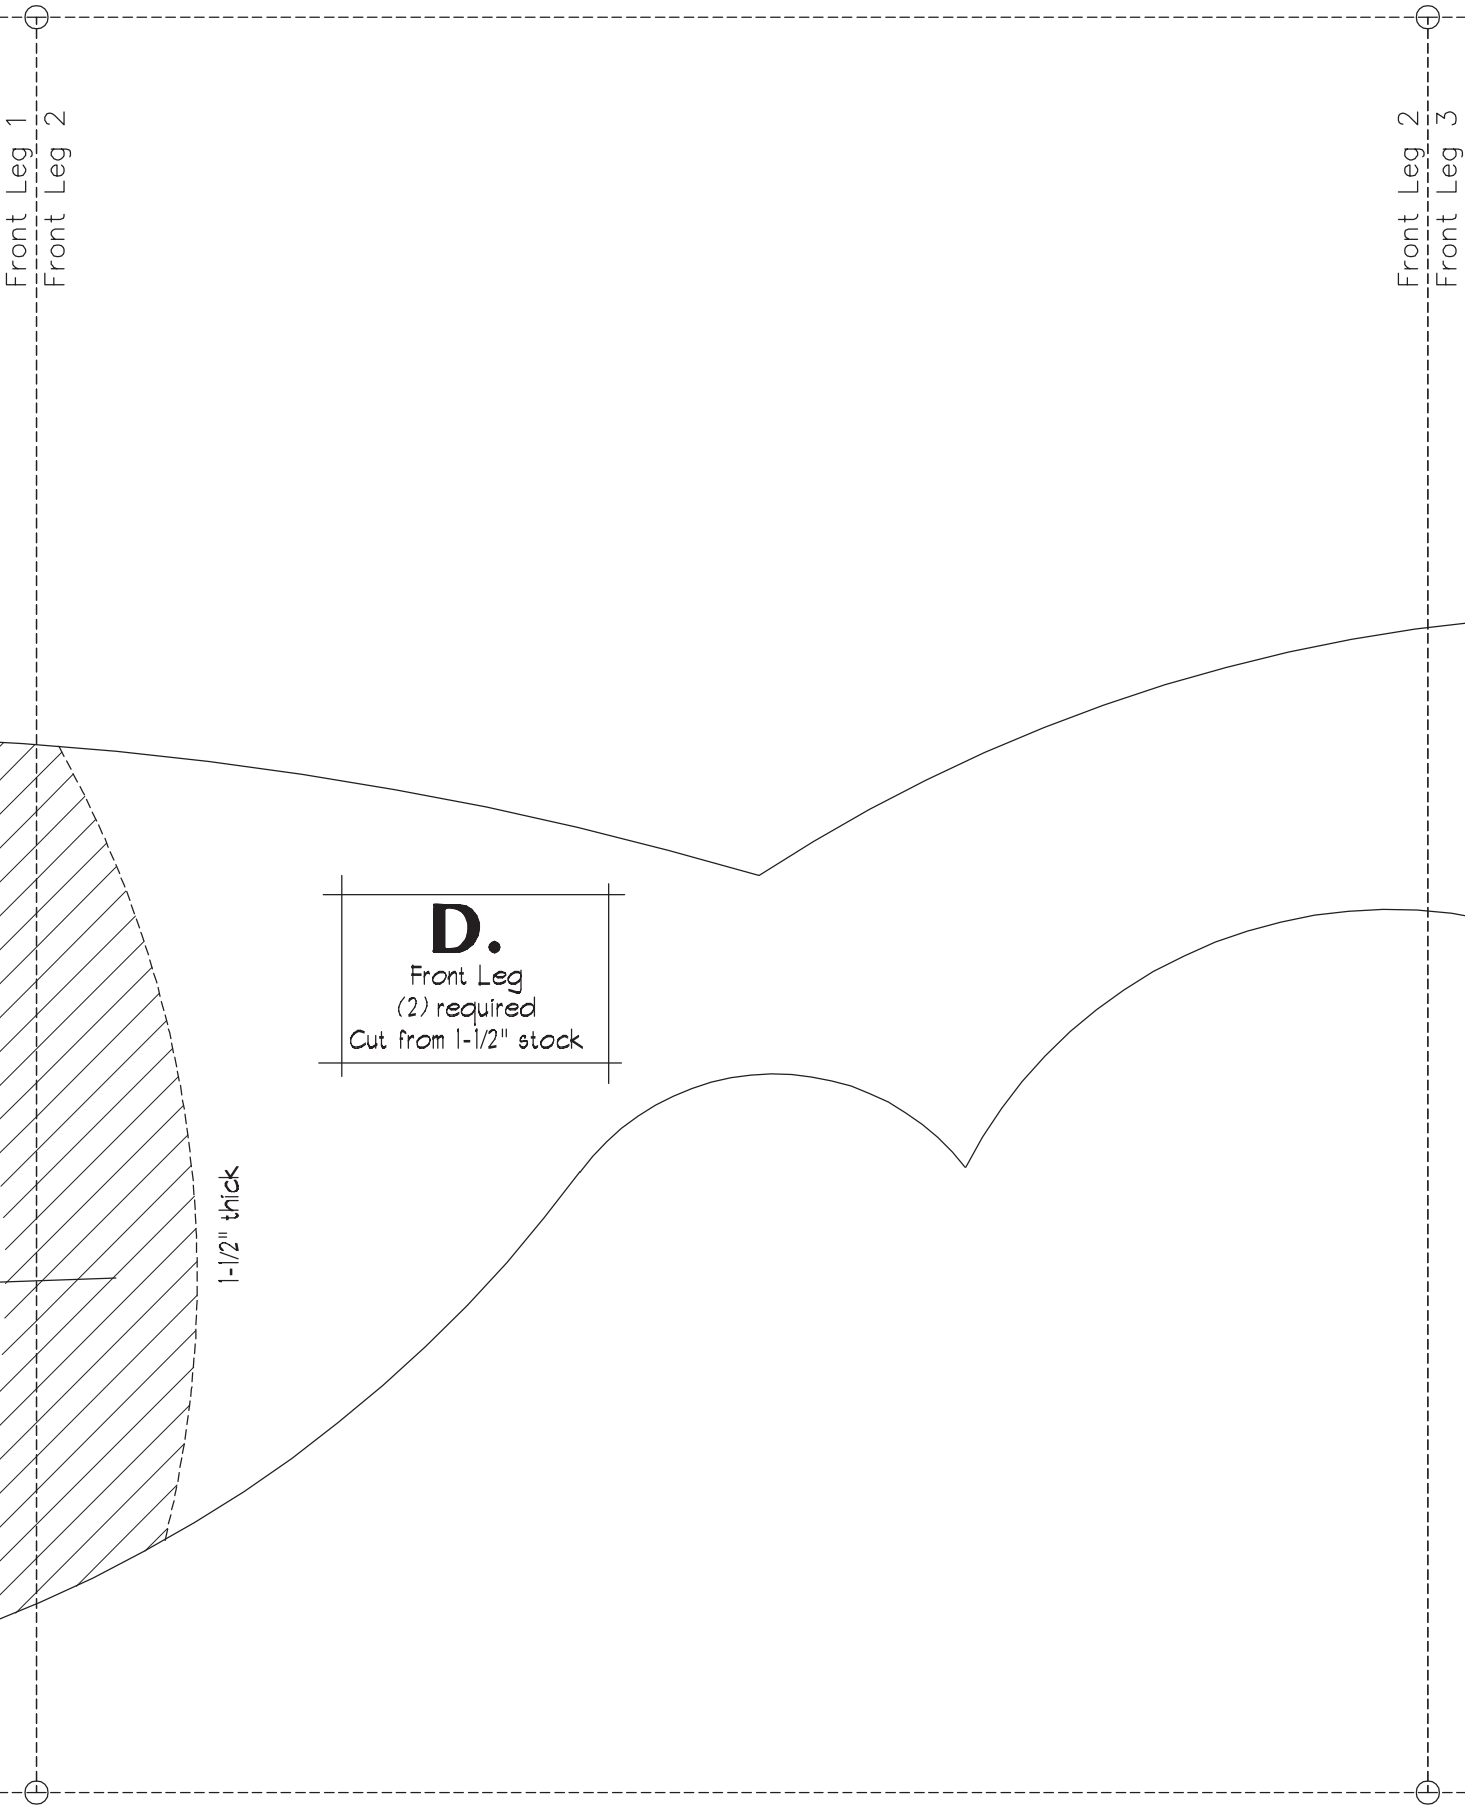 Front Leg 1
Front Leg 2
Front Leg 2
Front Leg 3
D.
Front Leg
(2) required
Cut from 1-1/2" stock
1-1/2" thick